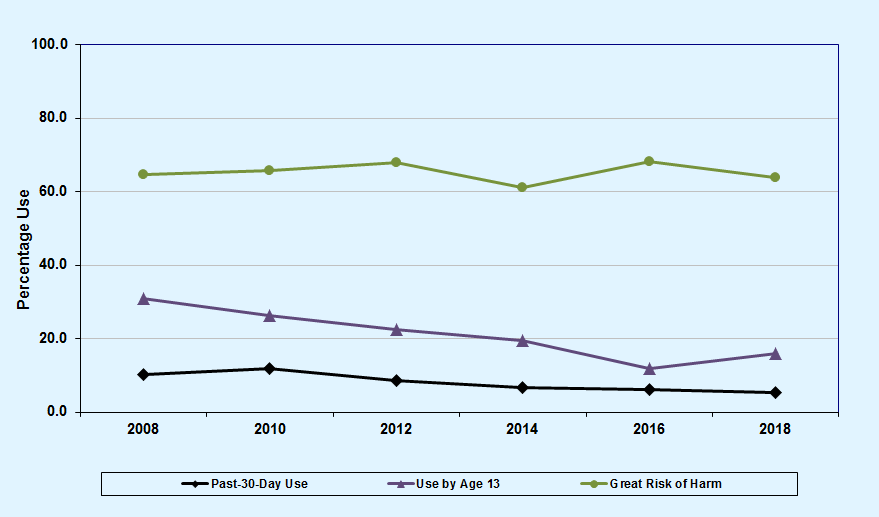 100.0
80.0
60.0
40.0
20.0
0.0
Percentage Use
2008 2010 2012 2014 2016 2018
Past-30-Day Use Use by Age 13 Great Risk of Harm